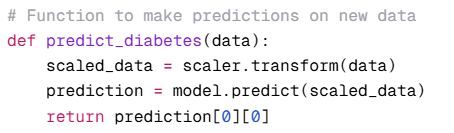 # Function to make predictions on new data
def predict_diabetes(data):
    scaled_data = scaler.transform(data)
    prediction = model.predict(scaled_data)
    return prediction[0][0]